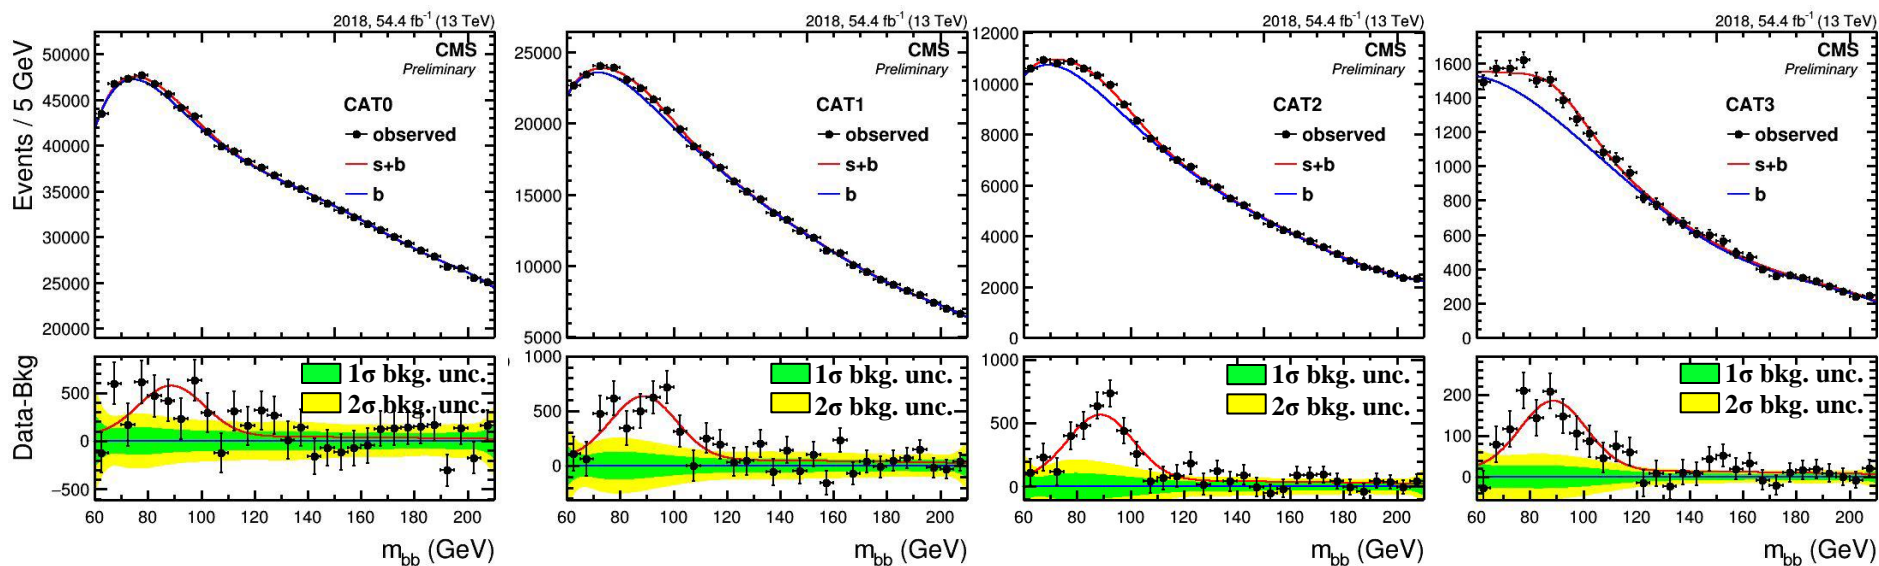 2018, 54.4 fb⁻¹ (13 TeV)
Events / 5 GeV
50000
45000
40000
35000
30000
25000
20000
CMS
Preliminary
CAT0
observed
s+b
b
Data-Bkg
500
0
−500
1σ bkg. unc.
2σ bkg. unc.
60 80 100 120 140 160 180 200
m_bb (GeV)
2018, 54.4 fb⁻¹ (13 TeV)
25000
20000
15000
10000
5000
CMS
Preliminary
CAT1
observed
s+b
b
1000
500
0
1σ bkg. unc.
2σ bkg. unc.
60 80 100 120 140 160 180 200
m_bb (GeV)
2018, 54.4 fb⁻¹ (13 TeV)
12000
10000
8000
6000
4000
2000
0
CMS
Preliminary
CAT2
observed
s+b
b
1000
500
0
1σ bkg. unc.
2σ bkg. unc.
60 80 100 120 140 160 180 200
m_bb (GeV)
2018, 54.4 fb⁻¹ (13 TeV)
1600
1400
1200
1000
800
600
400
200
0
CMS
Preliminary
CAT3
observed
s+b
b
200
100
0
1σ bkg. unc.
2σ bkg. unc.
60 80 100 120 140 160 180 200
m_bb (GeV)